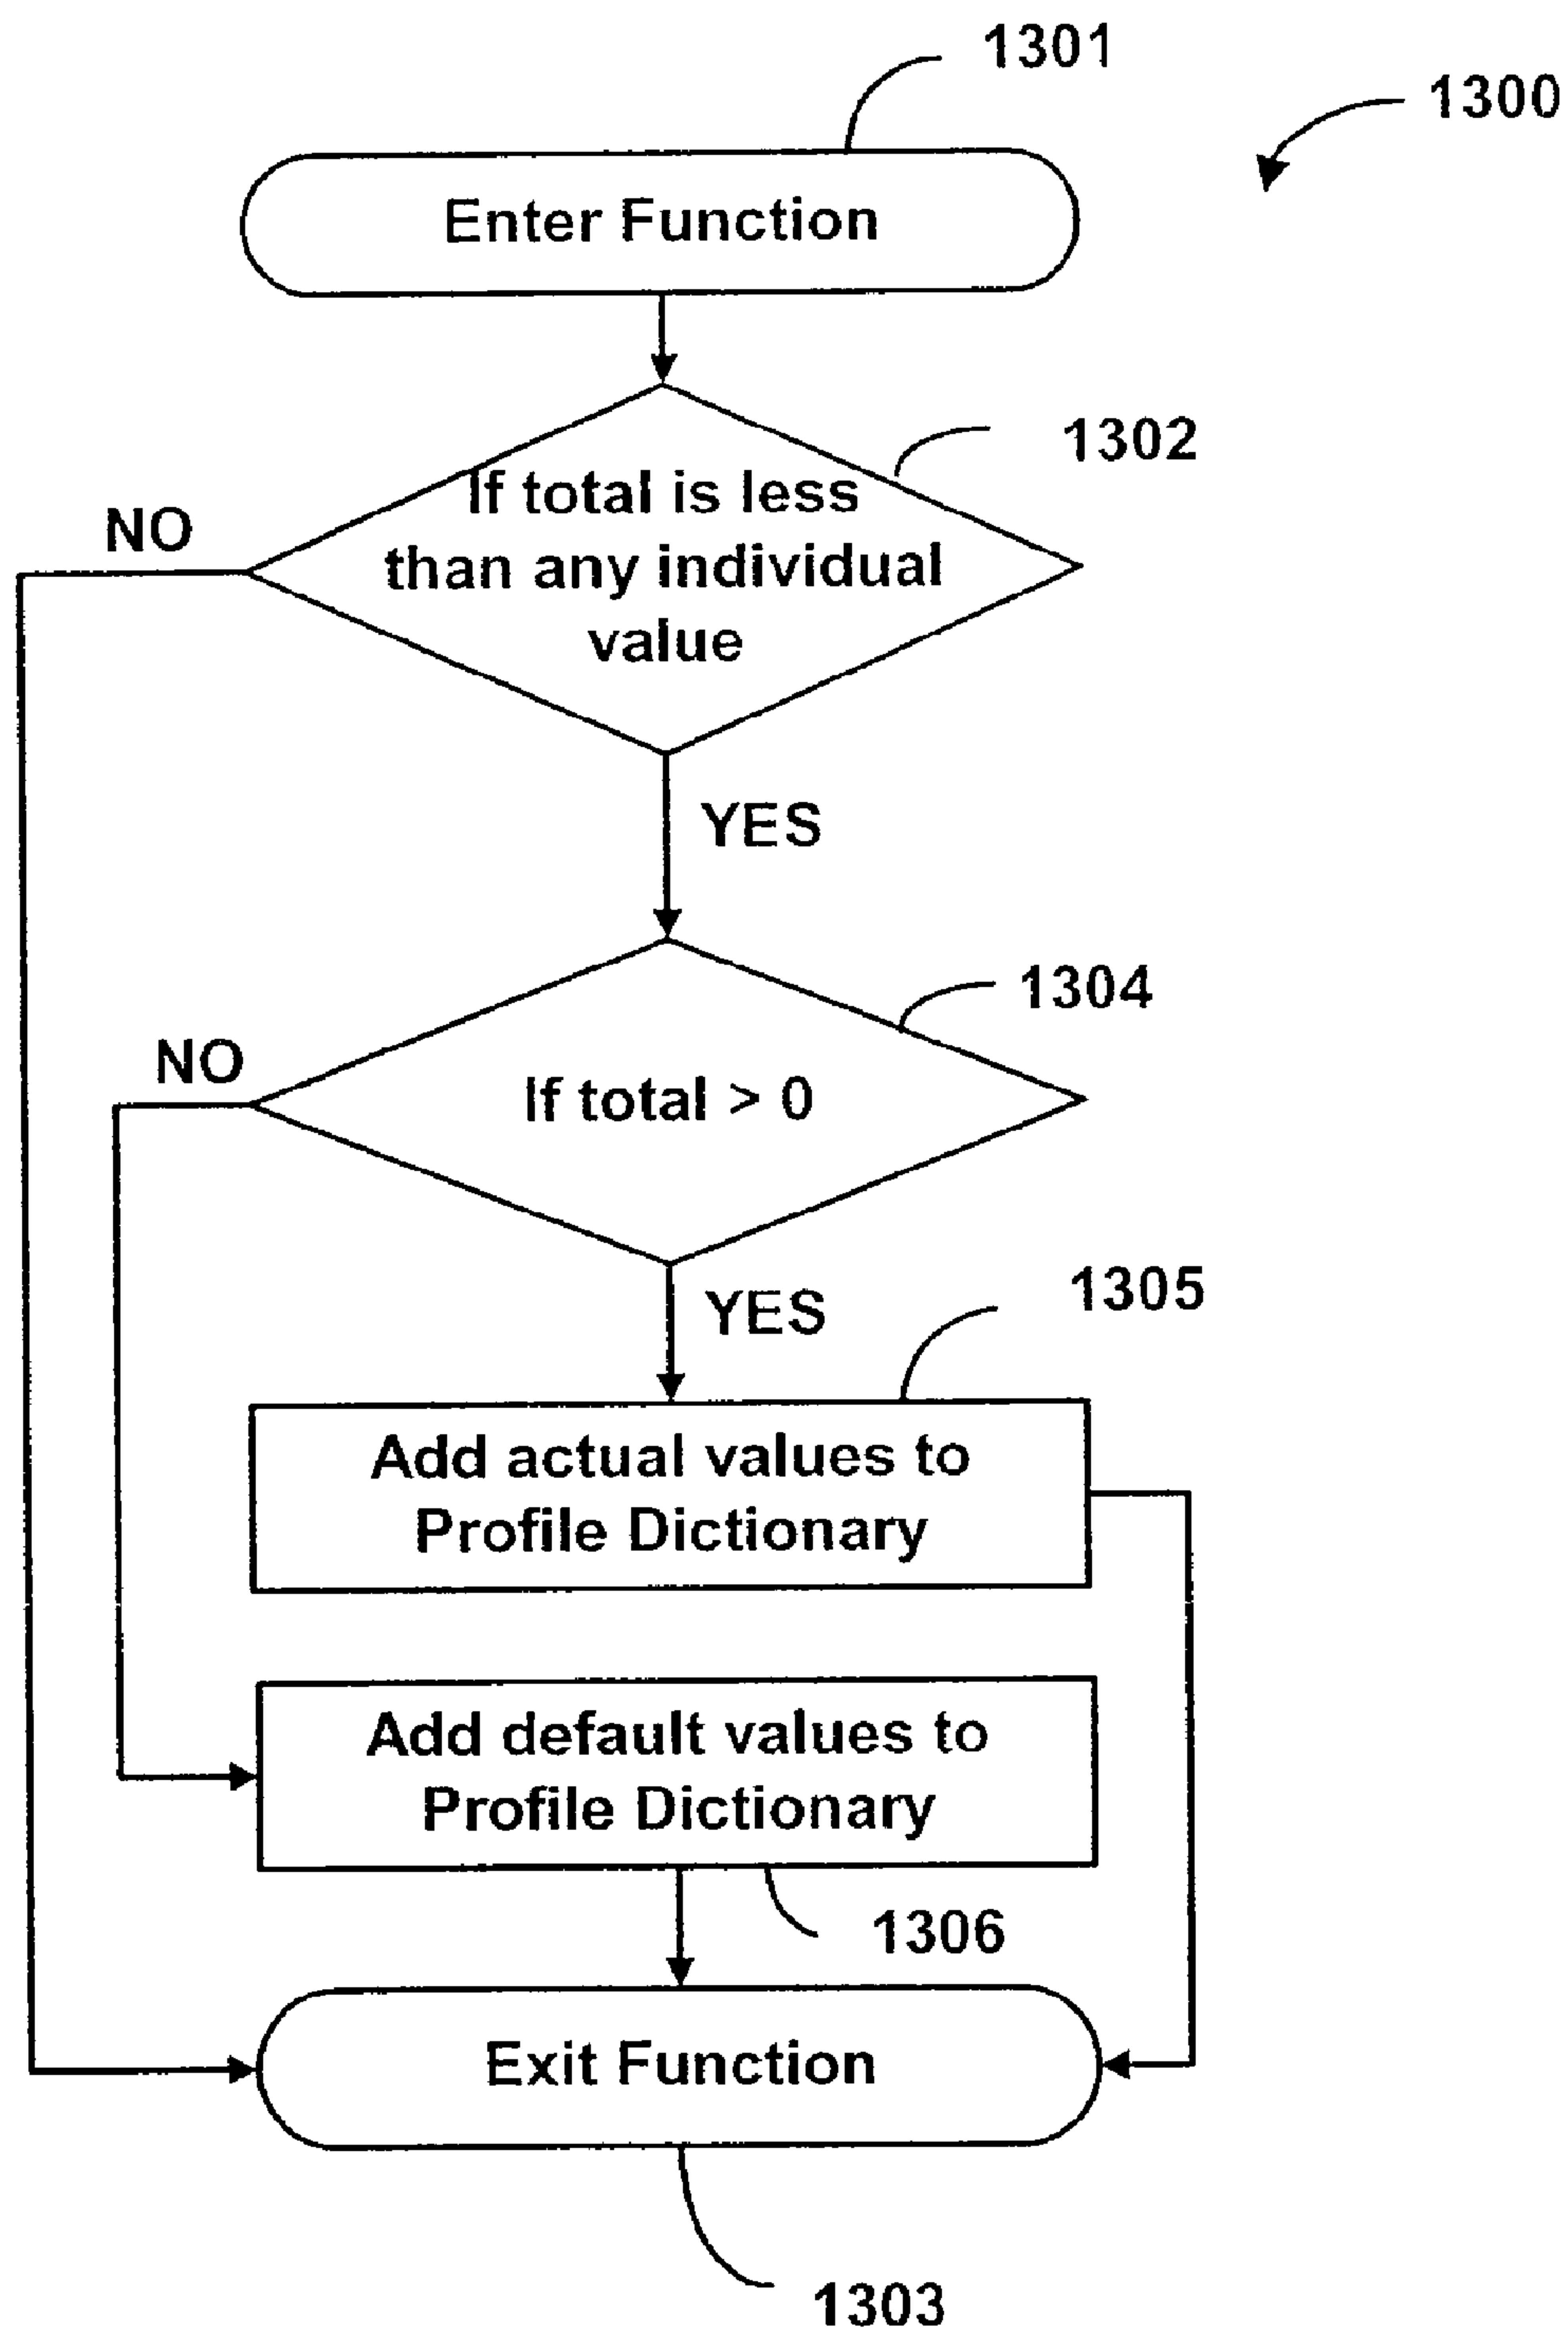 1301
1300
Enter Function
1302
If total is less
than any individual
value
NO
YES
1304
NO
If total > 0
YES
1305
Add actual values to
Profile Dictionary
Add default values to
Profile Dictionary
1306
Exit Function
1303